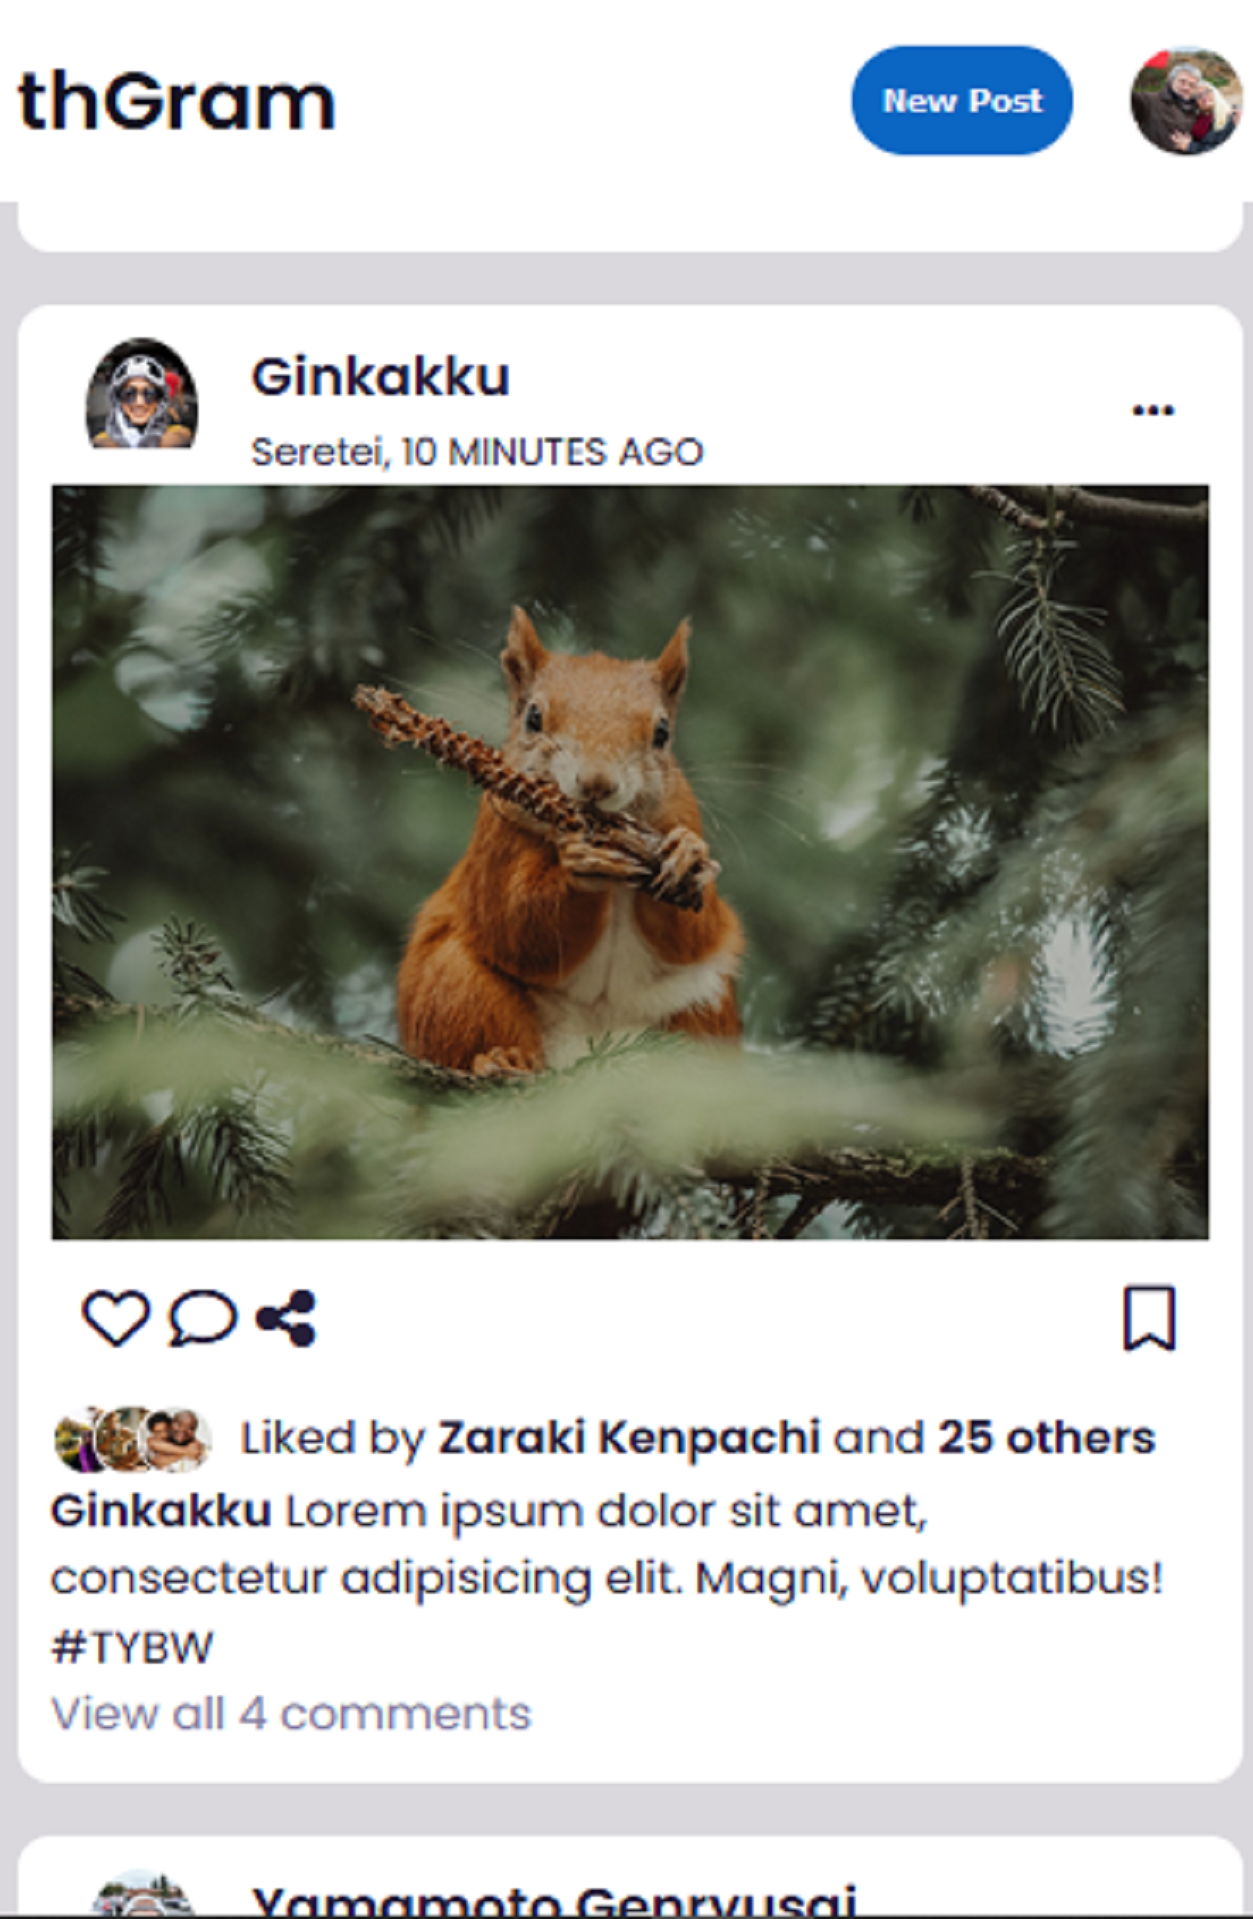 thGram
New Post
Ginkakku
Seretei, 10 MINUTES AGO
Liked by Zaraki Kenpachi and 25 others
Ginkakku Lorem ipsum dolor sit amet,
consectetur adipisicing elit. Magni, voluptatibus!
#TYBW
View all 4 comments
Yamamoto Genryusai